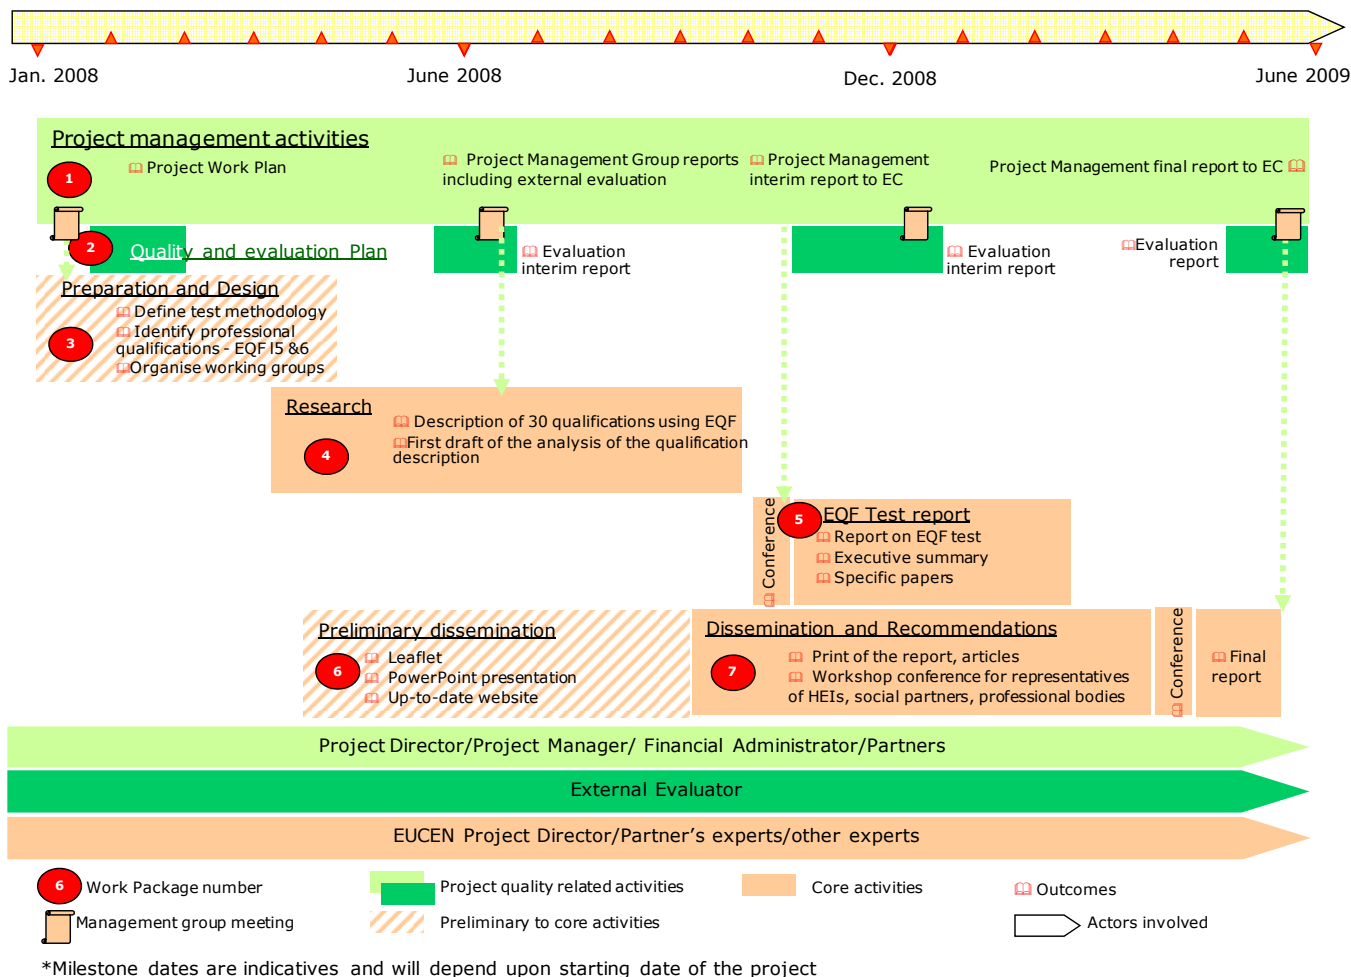 Jan. 2008
June 2008
Dec. 2008
June 2009
Project management activities
1
Project Work Plan
Project Management Group reports
including external evaluation
Project Management
interim report to EC
Project Management final report to EC
2
Quality and evaluation Plan
Evaluation
interim report
Evaluation
interim report
Evaluation
report
Preparation and Design
3
Define test methodology
Identify professional
qualifications - EQF l5 &6
Organise working groups
Research
4
Description of 30 qualifications using EQF
First draft of the analysis of the qualification
description
Conference
5
EQF Test report
Report on EQF test
Executive summary
Specific papers
Preliminary dissemination
6
Leaflet
PowerPoint presentation
Up-to-date website
Dissemination and Recommendations
7
Print of the report, articles
Workshop conference for representatives
of HEIs, social partners, professional bodies
Conference
Final
report
Project Director/Project Manager/ Financial Administrator/Partners
External Evaluator
EUCEN Project Director/Partner's experts/other experts
6
Work Package number
Project quality related activities
Core activities
Outcomes
Management group meeting
Preliminary to core activities
Actors involved
*Milestone dates are indicatives and will depend upon starting date of the project